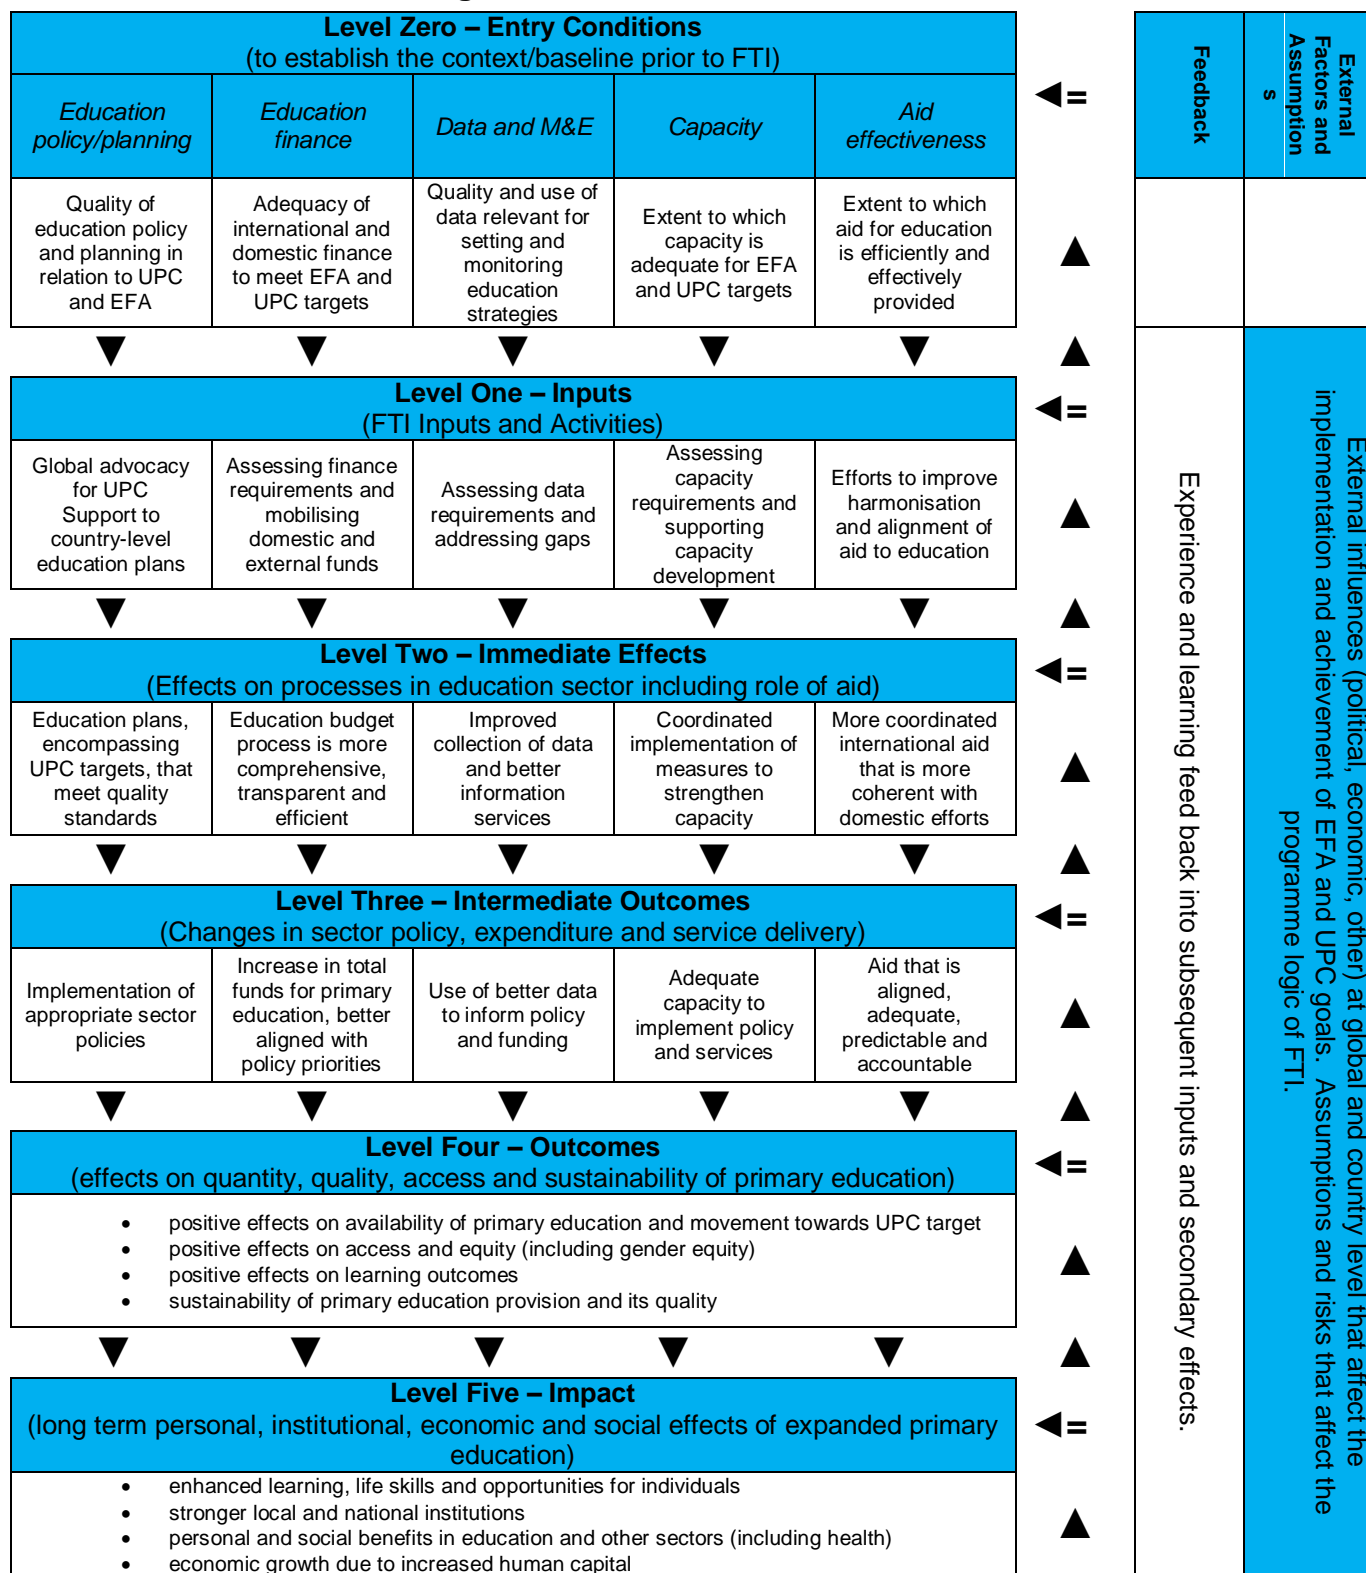 Level Zero – Entry Conditions
(to establish the context/baseline prior to FTI)
Education
policy/planning
Education
finance
Data and M&E
Capacity
Aid
effectiveness
Quality of
education policy
and planning in
relation to UPC
and EFA
Adequacy of
international and
domestic finance
to meet EFA and
UPC targets
Quality and use of
data relevant for
setting and
monitoring
education
strategies
Extent to which
capacity is
adequate for EFA
and UPC targets
Extent to which
aid for education
is efficiently and
effectively
provided
Level One – Inputs
(FTI Inputs and Activities)
Global advocacy
for UPC
Support to
country-level
education plans
Assessing finance
requirements and
mobilising
domestic and
external funds
Assessing data
requirements and
addressing gaps
Assessing
capacity
requirements and
supporting
capacity
development
Efforts to improve
harmonisation
and alignment of
aid to education
Level Two – Immediate Effects
(Effects on processes in education sector including role of aid)
Education plans,
encompassing
UPC targets, that
meet quality
standards
Education budget
process is more
comprehensive,
transparent and
efficient
Improved
collection of data
and better
information
services
Coordinated
implementation of
measures to
strengthen
capacity
More coordinated
international aid
that is more
coherent with
domestic efforts
Level Three – Intermediate Outcomes
(Changes in sector policy, expenditure and service delivery)
Implementation of
appropriate sector
policies
Increase in total
funds for primary
education, better
aligned with
policy priorities
Use of better data
to inform policy
and funding
Adequate
capacity to
implement policy
and services
Aid that is
aligned,
adequate,
predictable and
accountable
Level Four – Outcomes
(effects on quantity, quality, access and sustainability of primary education)
• positive effects on availability of primary education and movement towards UPC target
• positive effects on access and equity (including gender equity)
• positive effects on learning outcomes
• sustainability of primary education provision and its quality
Level Five – Impact
(long term personal, institutional, economic and social effects of expanded primary
education)
• enhanced learning, life skills and opportunities for individuals
• stronger local and national institutions
• personal and social benefits in education and other sectors (including health)
• economic growth due to increased human capital
Feedback
Experience and learning feed back into subsequent inputs and secondary effects.
External
Factors and
Assumption
s
External influences (political, economic, other) at global and country level that affect the
implementation and achievement of EFA and UPC goals. Assumptions and risks that affect the
programme logic of FTI.